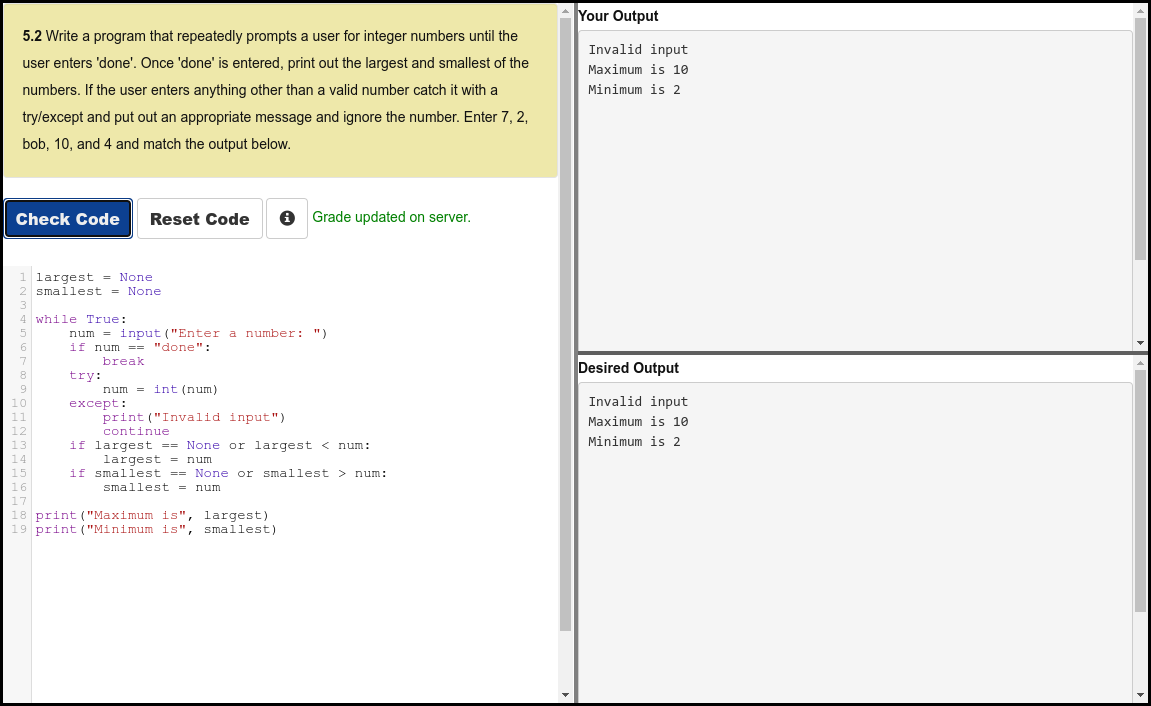 5.2 Write a program that repeatedly prompts a user for integer numbers until the
user enters 'done'. Once 'done' is entered, print out the largest and smallest of the
numbers. If the user enters anything other than a valid number catch it with a
try/except and put out an appropriate message and ignore the number. Enter 7, 2,
bob, 10, and 4 and match the output below.
Check Code Reset Code Grade updated on server.
1 largest = None
2 smallest = None
3
4 while True:
5     num = input("Enter a number: ")
6     if num == "done":
7         break
8     try:
9         num = int(num)
10     except:
11         print("Invalid input")
12         continue
13     if largest == None or largest < num:
14         largest = num
15     if smallest == None or smallest > num:
16         smallest = num
17
18 print("Maximum is", largest)
19 print("Minimum is", smallest)
Your Output
Invalid input
Maximum is 10
Minimum is 2
Desired Output
Invalid input
Maximum is 10
Minimum is 2